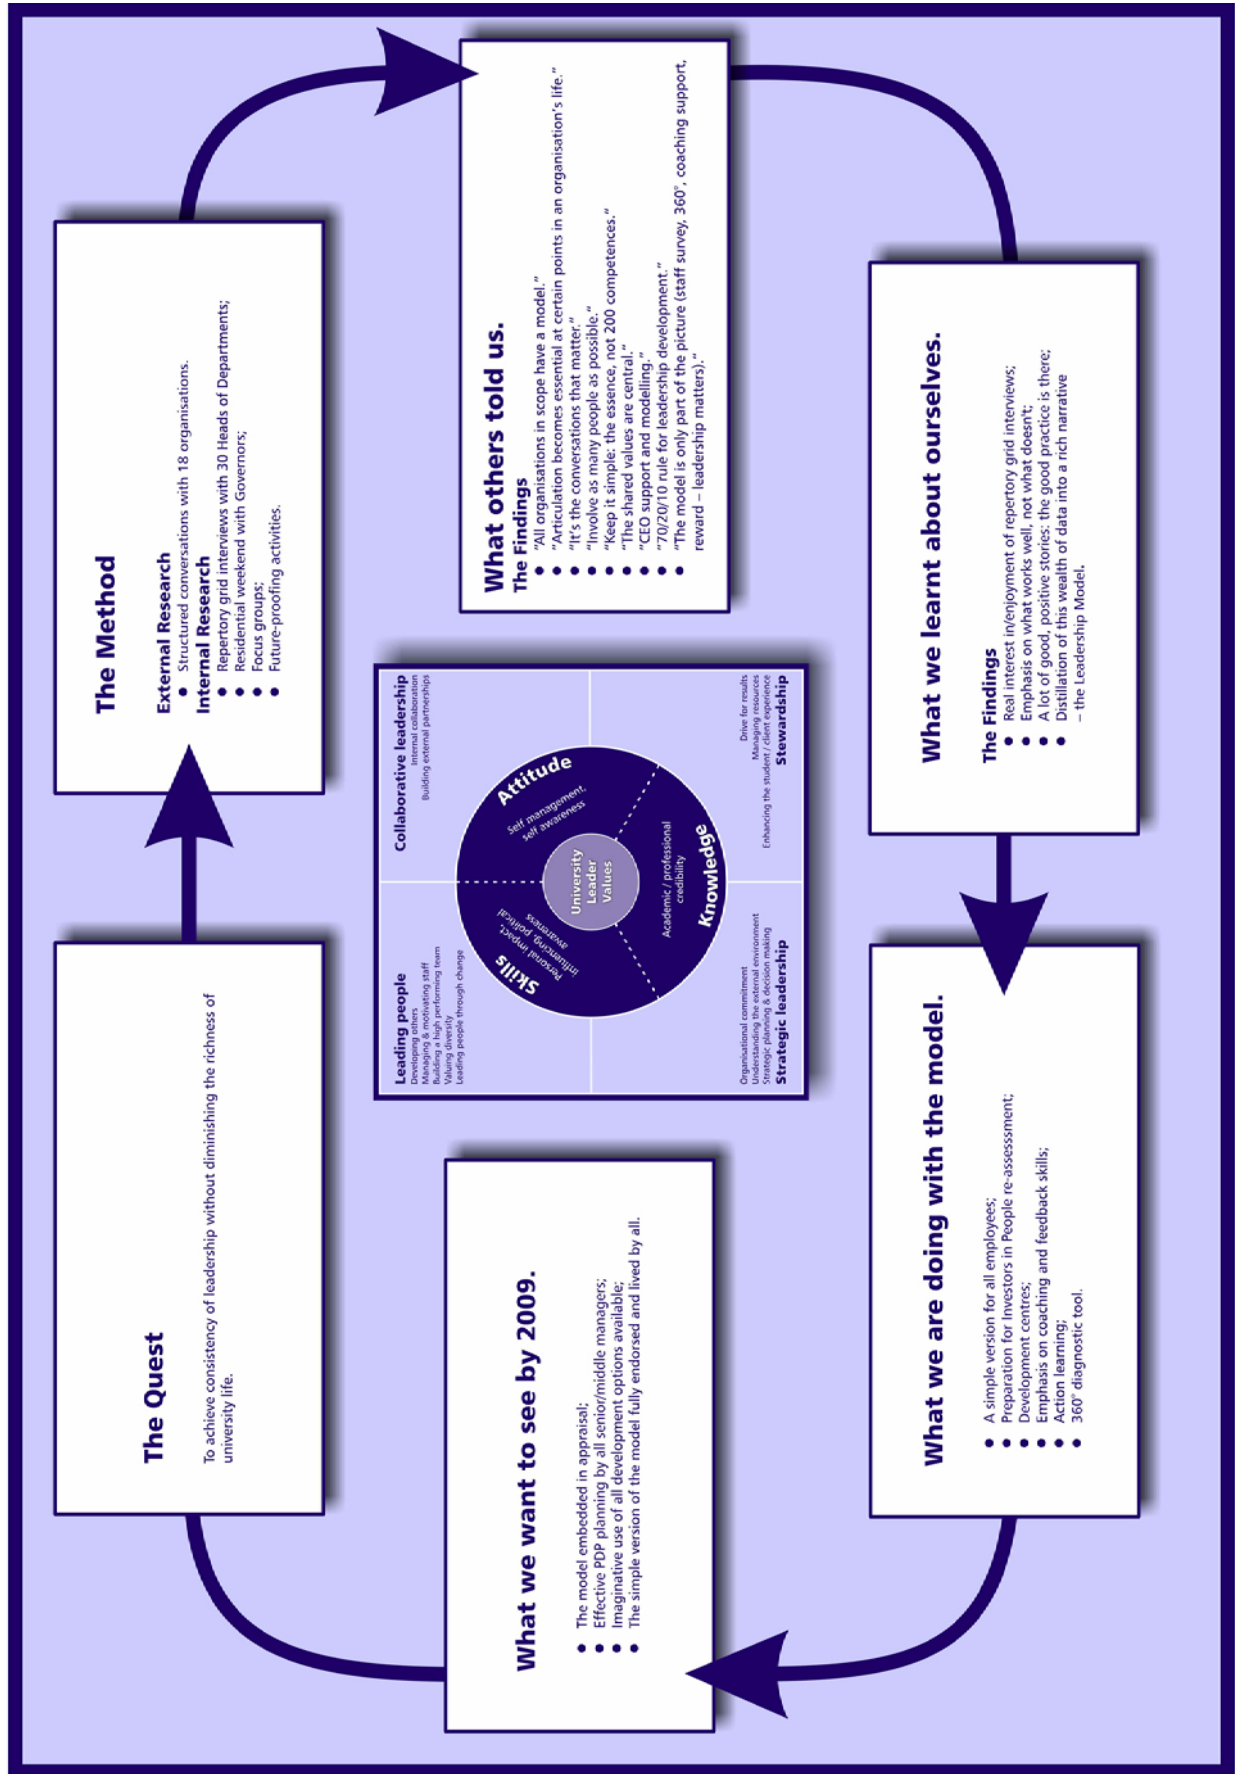 The Quest
To achieve consistency of leadership without diminishing the richness of
university life.
The Method
External Research
● Structured conversations with 18 organisations.
Internal Research
● Repertory grid interviews with 30 Heads of Departments;
● Residential weekend with Governors;
● Focus groups;
● Future-proofing activities.
What others told us.
The Findings
● “All organisations in scope have a model.”
● “Articulation becomes essential at certain points in an organisation’s life.”
● “It’s the conversations that matter.”
● “Involve as many people as possible.”
● “Keep it simple: the essence, not 200 competences.”
● “The shared values are central.”
● “CEO support and modelling.”
● “70/20/10 rule for leadership development.”
● “The model is only part of the picture (staff survey, 360°, coaching support,
reward – leadership matters).”
What we learnt about ourselves.
The Findings
● Real interest in/enjoyment of repertory grid interviews;
● Emphasis on what works well, not what doesn't;
● A lot of good, positive stories: the good practice is there;
● Distillation of this wealth of data into a rich narrative
– the Leadership Model.
What we are doing with the model.
● A simple version for all employees;
● Preparation for Investors in People re-assesssment;
● Development centres;
● Emphasis on coaching and feedback skills;
● Action learning;
● 360° diagnostic tool.
What we want to see by 2009.
● The model embedded in appraisal;
● Effective PDP planning by all senior/middle managers;
● Imaginative use of all development options available;
● The simple version of the model fully endorsed and lived by all.
Leading people
Developing others
Managing & motivating staff
Building a high performing team
Valuing diversity
Leading people through change
Collaborative leadership
Internal collaboration
Building external partnerships
Skills
Personal impact,
influencing, political
awareness
Attitude
Self management,
self awareness
University
Leader
Values
Academic / professional
credibility
Knowledge
Organisational commitment
Understanding the external environment
Strategic planning & decision making
Strategic leadership
Drive for results
Managing resources
Enhancing the student / client experience
Stewardship